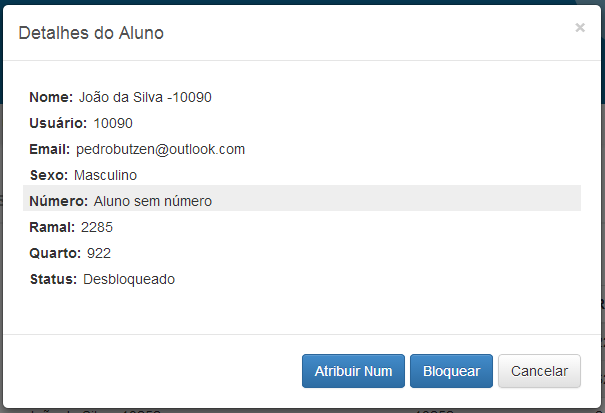 Detalhes do Aluno ×
Nome: João da Silva -10090
Usuário: 10090
Email: pedrobutzen@outlook.com
Sexo: Masculino
Número: Aluno sem número
Ramal: 2285
Quarto: 922
Status: Desbloqueado
Atribuir Num Bloquear Cancelar